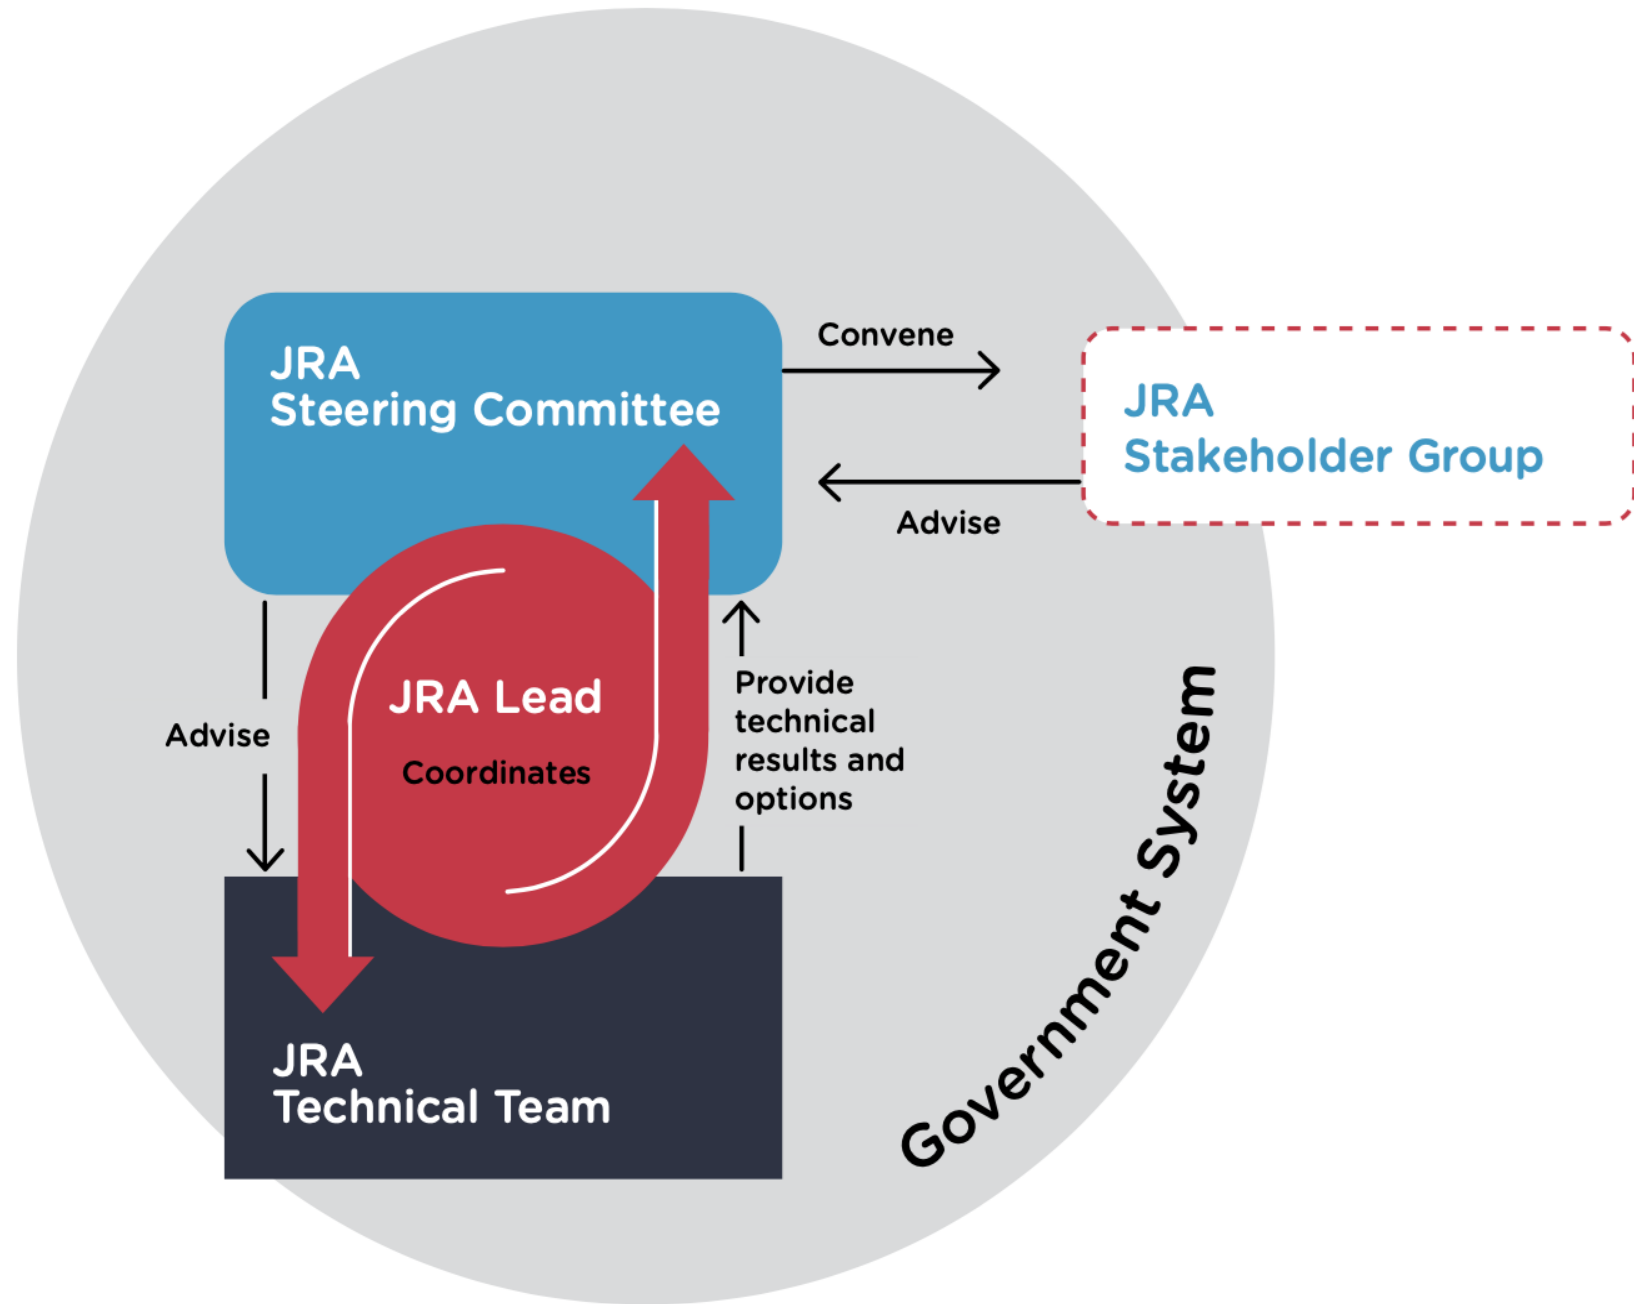 JRA
Steering Committee
Convene
JRA
Stakeholder Group
Advise
JRA Lead
Coordinates
Advise
Provide
technical
results and
options
JRA
Technical Team
Government System